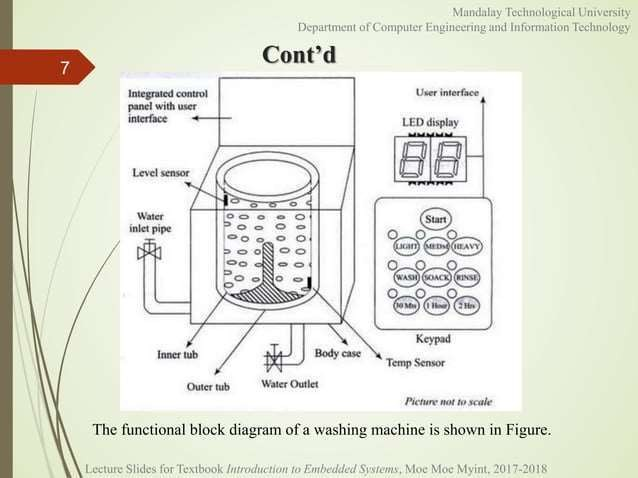 Mandalay Technological University
Department of Computer Engineering and Information Technology
7
Cont’d
Integrated control
panel with user
interface
User interface
LED display
88
Level sensor
Water
inlet pipe
Start
LIGHT MEDM HEAVY
WASH SOACK RINSE
30 Mts 1 Hour 2 Hrs
Keypad
Inner tub
Body case
Temp Sensor
Outer tub
Water Outlet
Picture not to scale
The functional block diagram of a washing machine is shown in Figure.
Lecture Slides for Textbook Introduction to Embedded Systems, Moe Moe Myint, 2017-2018